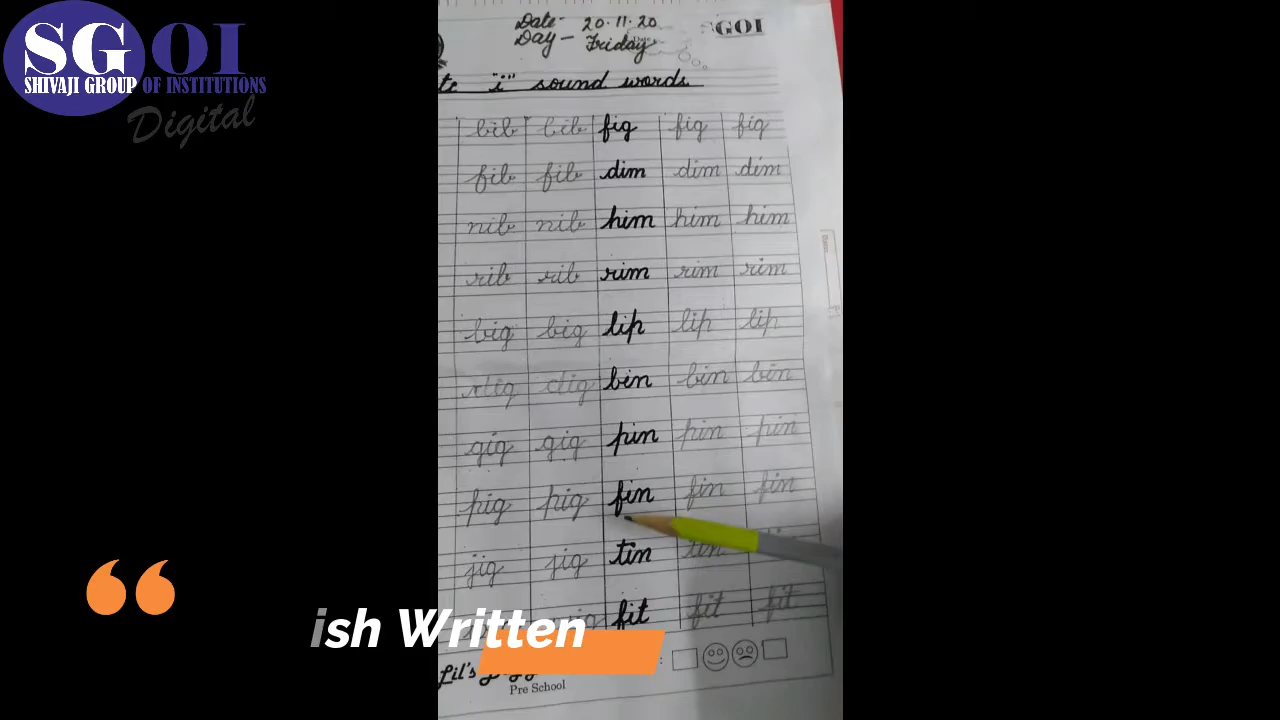 SGOI
SHIVAJI GROUP OF INSTITUTIONS
Digital
Date- 20.11.20
Day- Friday
SGOI
"i" sound words
bib bib fig fig fig
fib fib dim dim dim
nib nib him him him
rib rib rim rim rim
big big lip lip lip
dig dig bin bin bin
gig gig pin pin pin
pig pig fin fin fin
jig jig tin tin
fit fit fit
ish Written
Lil's
Pre School